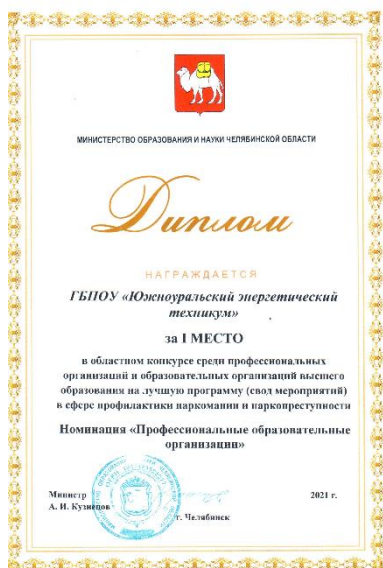 МИНИСТЕРСТВО ОБРАЗОВАНИЯ И НАУКИ ЧЕЛЯБИНСКОЙ ОБЛАСТИ
Диплом
НАГРАЖДАЕТСЯ
ГБПОУ «Южноуральский энергетический
техникум»
за I МЕСТО
в областном конкурсе среди профессиональных
организаций и образовательных организаций высшего
образования на лучшую программу (свод мероприятий)
в сфере профилактики наркомании и наркопреступности
Номинация «Профессиональные образовательные
организации»
Министр
2021 г.
А. И. Кузнецов
г. Челябинск